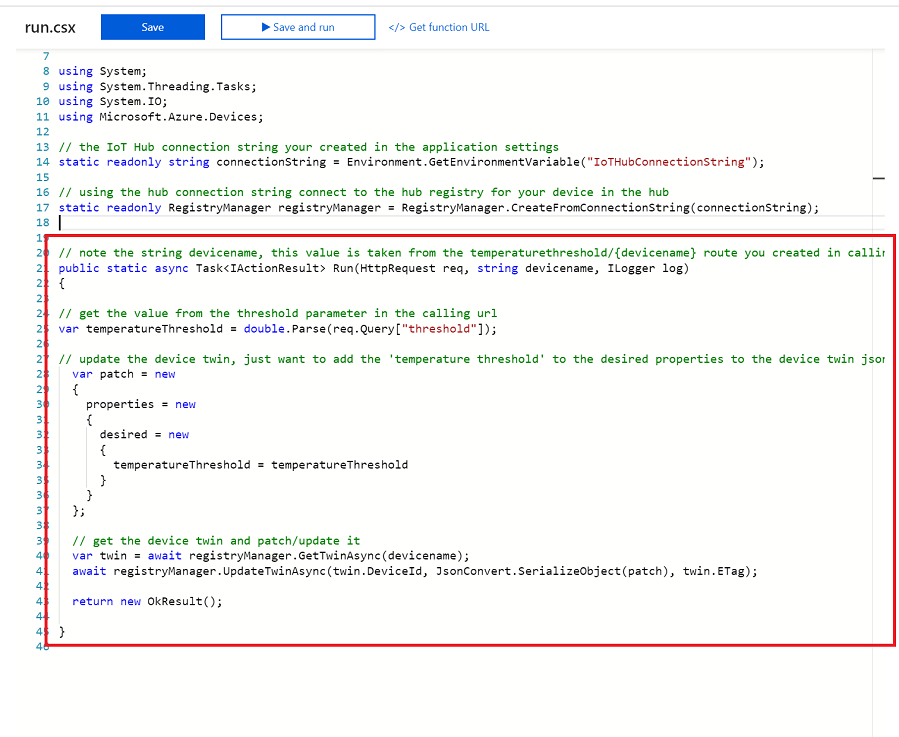 run.csx Save Save and run </> Get function URL
7
8 using System;
9 using System.Threading.Tasks;
10 using System.IO;
11 using Microsoft.Azure.Devices;
12
13 // the IoT Hub connection string your created in the application settings
14 static readonly string connectionString = Environment.GetEnvironmentVariable("IoTHubConnectionString");
15
16 // using the hub connection string connect to the hub registry for your device in the hub
17 static readonly RegistryManager registryManager = RegistryManager.CreateFromConnectionString(connectionString);
18
19
20 // note the string devicename, this value is taken from the temperaturethreshold/{devicename} route you created in callin
21 public static async Task<IActionResult> Run(HttpRequest req, string devicename, ILogger log)
22 {
23
24 // get the value from the threshold parameter in the calling url
25 var temperatureThreshold = double.Parse(req.Query["threshold"]);
26
27 // update the device twin, just want to add the 'temperature threshold' to the desired properties to the device twin json
28 var patch = new
29 {
30 properties = new
31 {
32 desired = new
33 {
34 temperatureThreshold = temperatureThreshold
35 }
36 }
37 };
38
39 // get the device twin and patch/update it
40 var twin = await registryManager.GetTwinAsync(devicename);
41 await registryManager.UpdateTwinAsync(twin.DeviceId, JsonConvert.SerializeObject(patch), twin.ETag);
42
43 return new OkResult();
44
45 }
46